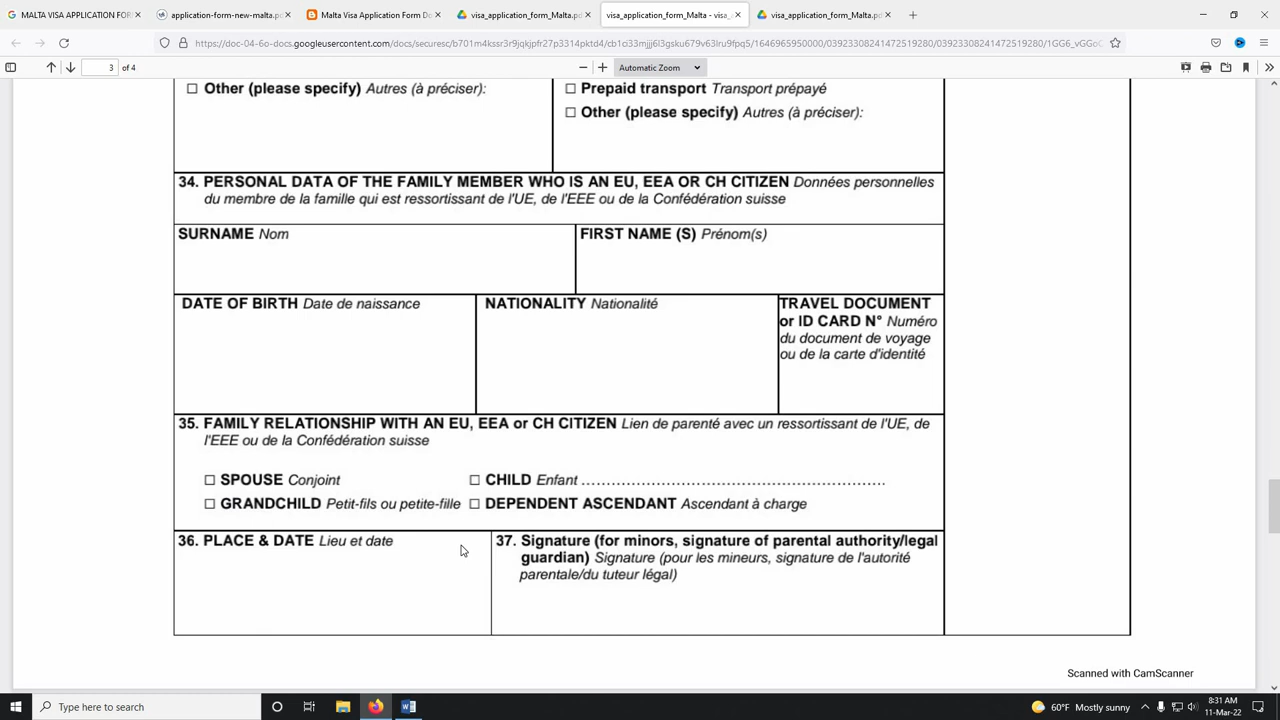 MALTA VISA APPLICATION FOR
application-form-new-malta.p
Malta Visa Application Form Do
visa_application_form_Malta.p
visa_application_form_Malta - visa_
visa_application_form_Malta.p
3 of 4
Automatic Zoom
Other (please specify) Autres (à préciser):
Prepaid transport Transport prépayé
Other (please specify) Autres (à préciser):
34. PERSONAL DATA OF THE FAMILY MEMBER WHO IS AN EU, EEA OR CH CITIZEN Données personnelles
du membre de la famille qui est ressortissant de l'UE, de l'EEE ou de la Confédération suisse
SURNAME Nom
FIRST NAME (S) Prénom(s)
DATE OF BIRTH Date de naissance
NATIONALITY Nationalité
TRAVEL DOCUMENT
or ID CARD N° Numéro
du document de voyage
ou de la carte d'identité
35. FAMILY RELATIONSHIP WITH AN EU, EEA or CH CITIZEN Lien de parenté avec un ressortissant de l'UE, de
l'EEE ou de la Confédération suisse
SPOUSE Conjoint
CHILD Enfant ................................................................
GRANDCHILD Petit-fils ou petite-fille
DEPENDENT ASCENDANT Ascendant à charge
36. PLACE & DATE Lieu et date
37. Signature (for minors, signature of parental authority/legal
guardian) Signature (pour les mineurs, signature de l'autorité
parentale/du tuteur légal)
Scanned with CamScanner
Type here to search
60°F Mostly sunny
8:31 AM
11-Mar-22